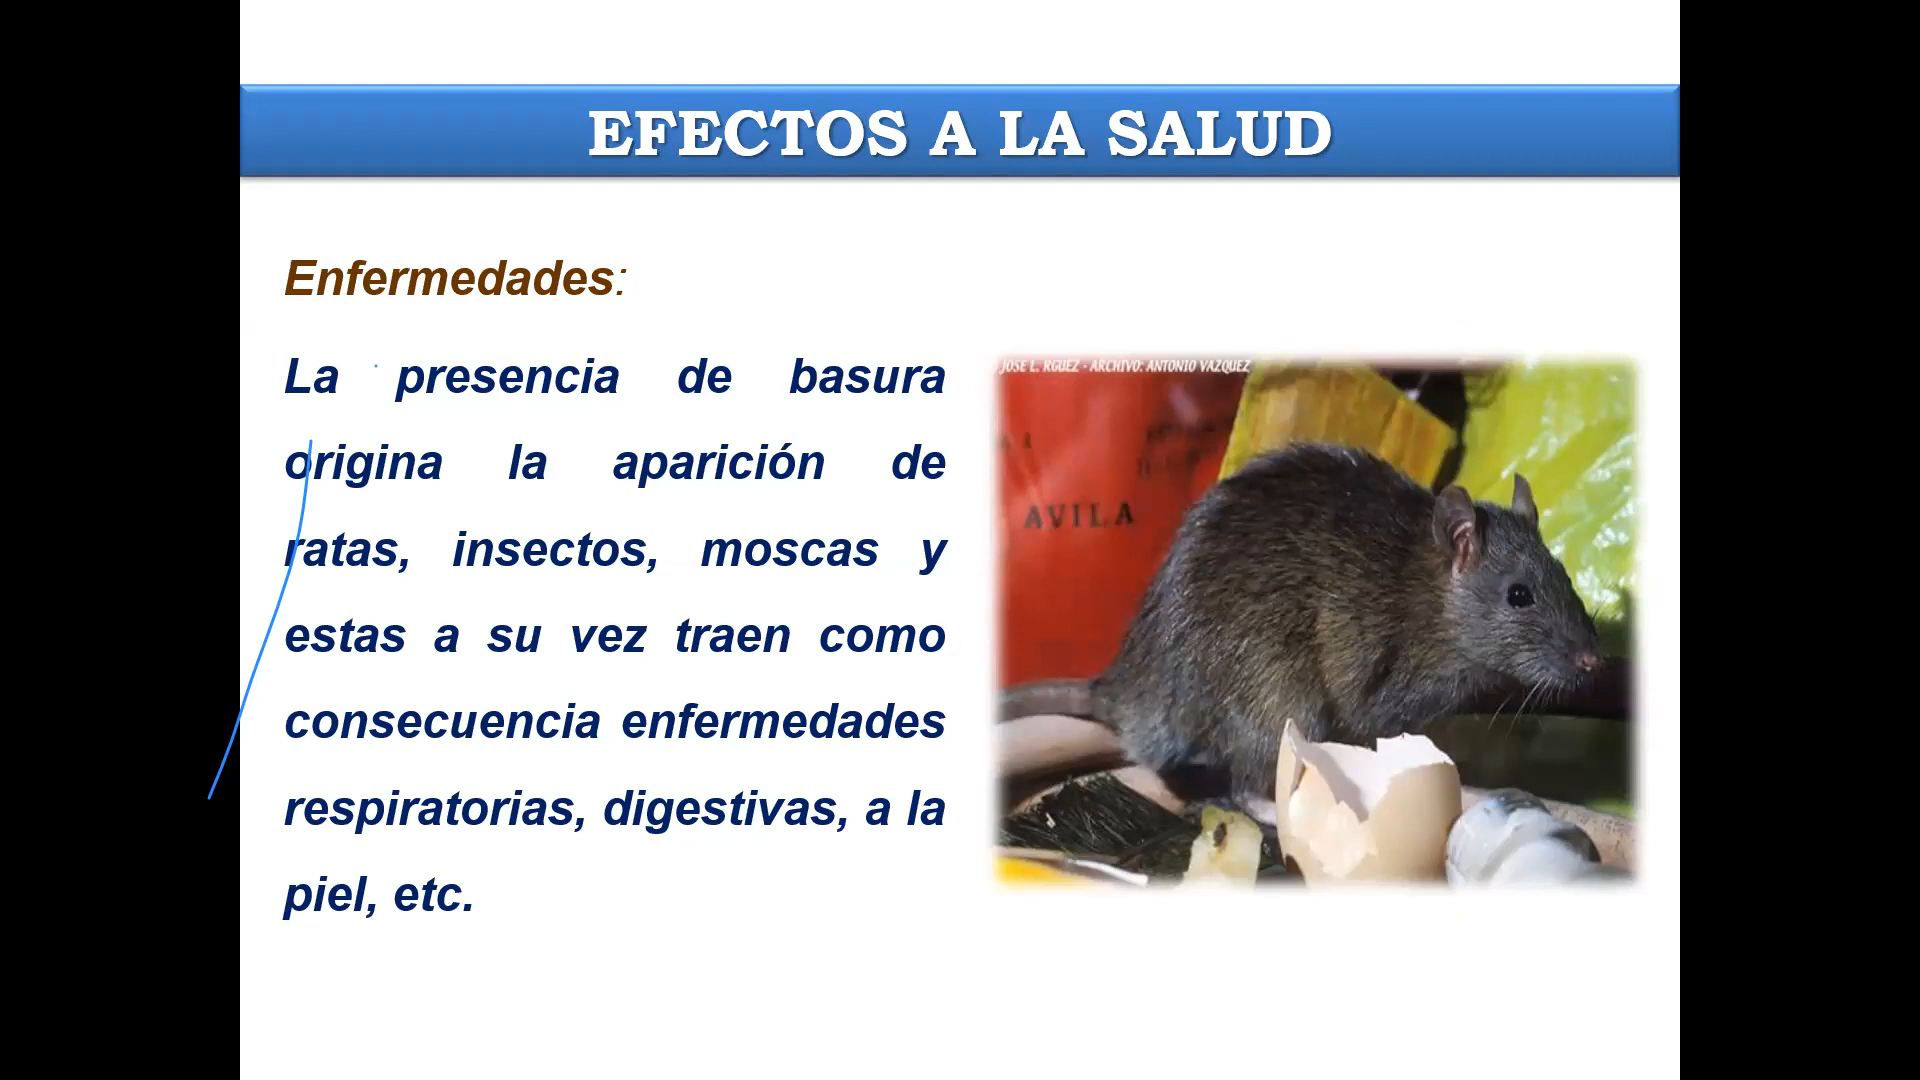 EFECTOS A LA SALUD
Enfermedades:
La presencia de basura
origina la aparición de
ratas, insectos, moscas y
estas a su vez traen como
consecuencia enfermedades
respiratorias, digestivas, a la
piel, etc.
JOSE L. RGUEZ - ARCHIVO: ANTONIO VAZQUEZ
AVILA